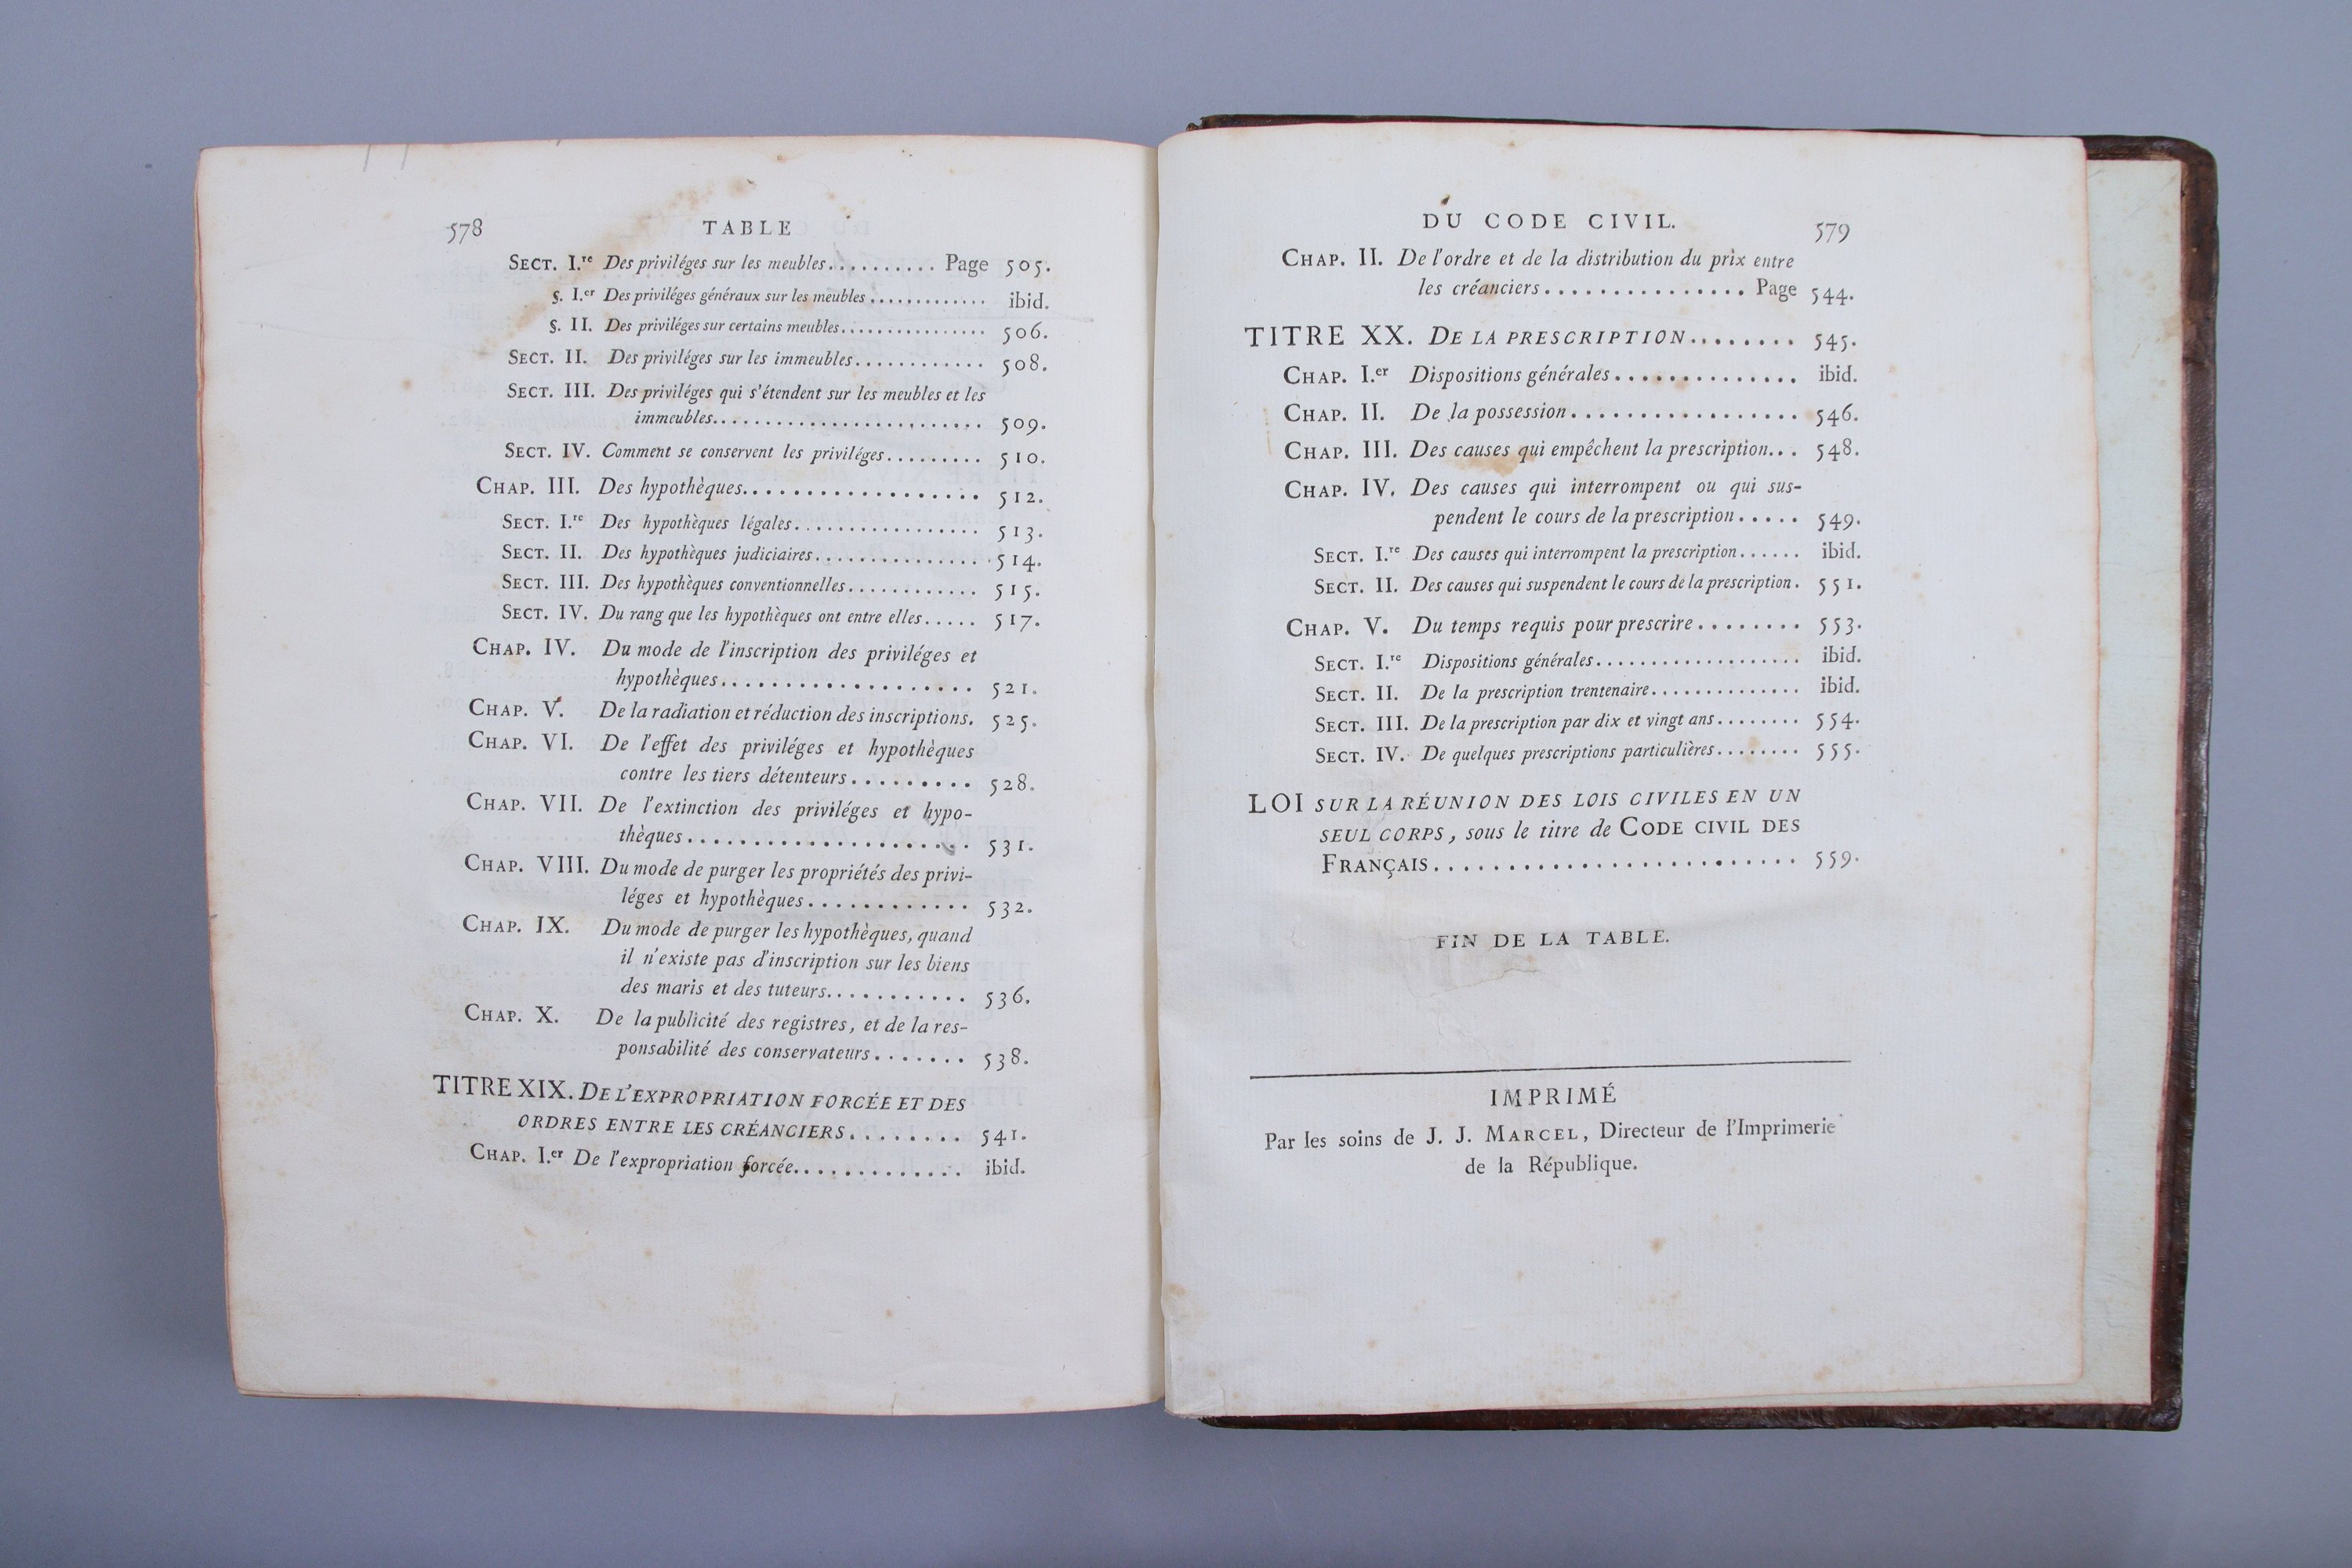 578 TABLE
SECT. I.re Des priviléges sur les meubles.......... Page 505.
§. I.er Des priviléges généraux sur les meubles............. ibid.
§. II. Des priviléges sur certains meubles................ 506.
SECT. II. Des priviléges sur les immeubles............ 508.
SECT. III. Des priviléges qui s'étendent sur les meubles et les
immeubles......................... 509.
SECT. IV. Comment se conservent les priviléges......... 510.
CHAP. III. Des hypothèques.................. 512.
SECT. I.re Des hypothèques légales................. 513.
SECT. II. Des hypothèques judiciaires................ 514.
SECT. III. Des hypothèques conventionnelles............ 515.
SECT. IV. Du rang que les hypothèques ont entre elles..... 517.
CHAP. IV. Du mode de l'inscription des priviléges et
hypothèques................... 521.
CHAP. V. De la radiation et réduction des inscriptions. 525.
CHAP. VI. De l'effet des priviléges et hypothèques
contre les tiers détenteurs......... 528.
CHAP. VII. De l'extinction des priviléges et hypo-
thèques...................... 531.
CHAP. VIII. Du mode de purger les propriétés des privi-
léges et hypothèques............ 532.
CHAP. IX. Du mode de purger les hypothèques, quand
il n'existe pas d'inscription sur les biens
des maris et des tuteurs........... 536.
CHAP. X. De la publicité des registres, et de la res-
ponsabilité des conservateurs....... 538.
TITRE XIX. DE L'EXPROPRIATION FORCÉE ET DES
ORDRES ENTRE LES CRÉANCIERS........ 541.
CHAP. I.er De l'expropriation forcée............. ibid.
DU CODE CIVIL. 579
CHAP. II. De l'ordre et de la distribution du prix entre
les créanciers............... Page 544.
TITRE XX. DE LA PRESCRIPTION........ 545.
CHAP. I.er Dispositions générales.............. ibid.
CHAP. II. De la possession................. 546.
CHAP. III. Des causes qui empêchent la prescription... 548.
CHAP. IV. Des causes qui interrompent ou qui sus-
pendent le cours de la prescription..... 549.
SECT. I.re Des causes qui interrompent la prescription...... ibid.
SECT. II. Des causes qui suspendent le cours de la prescription. 551.
CHAP. V. Du temps requis pour prescrire........ 553.
SECT. I.re Dispositions générales................... ibid.
SECT. II. De la prescription trentenaire.............. ibid.
SECT. III. De la prescription par dix et vingt ans........ 554.
SECT. IV. De quelques prescriptions particulières........ 555.
LOI SUR LA RÉUNION DES LOIS CIVILES EN UN
SEUL CORPS, sous le titre de CODE CIVIL DES
FRANÇAIS......................... 559.
FIN DE LA TABLE.
IMPRIMÉ
Par les soins de J. J. MARCEL, Directeur de l'Imprimerie
de la République.